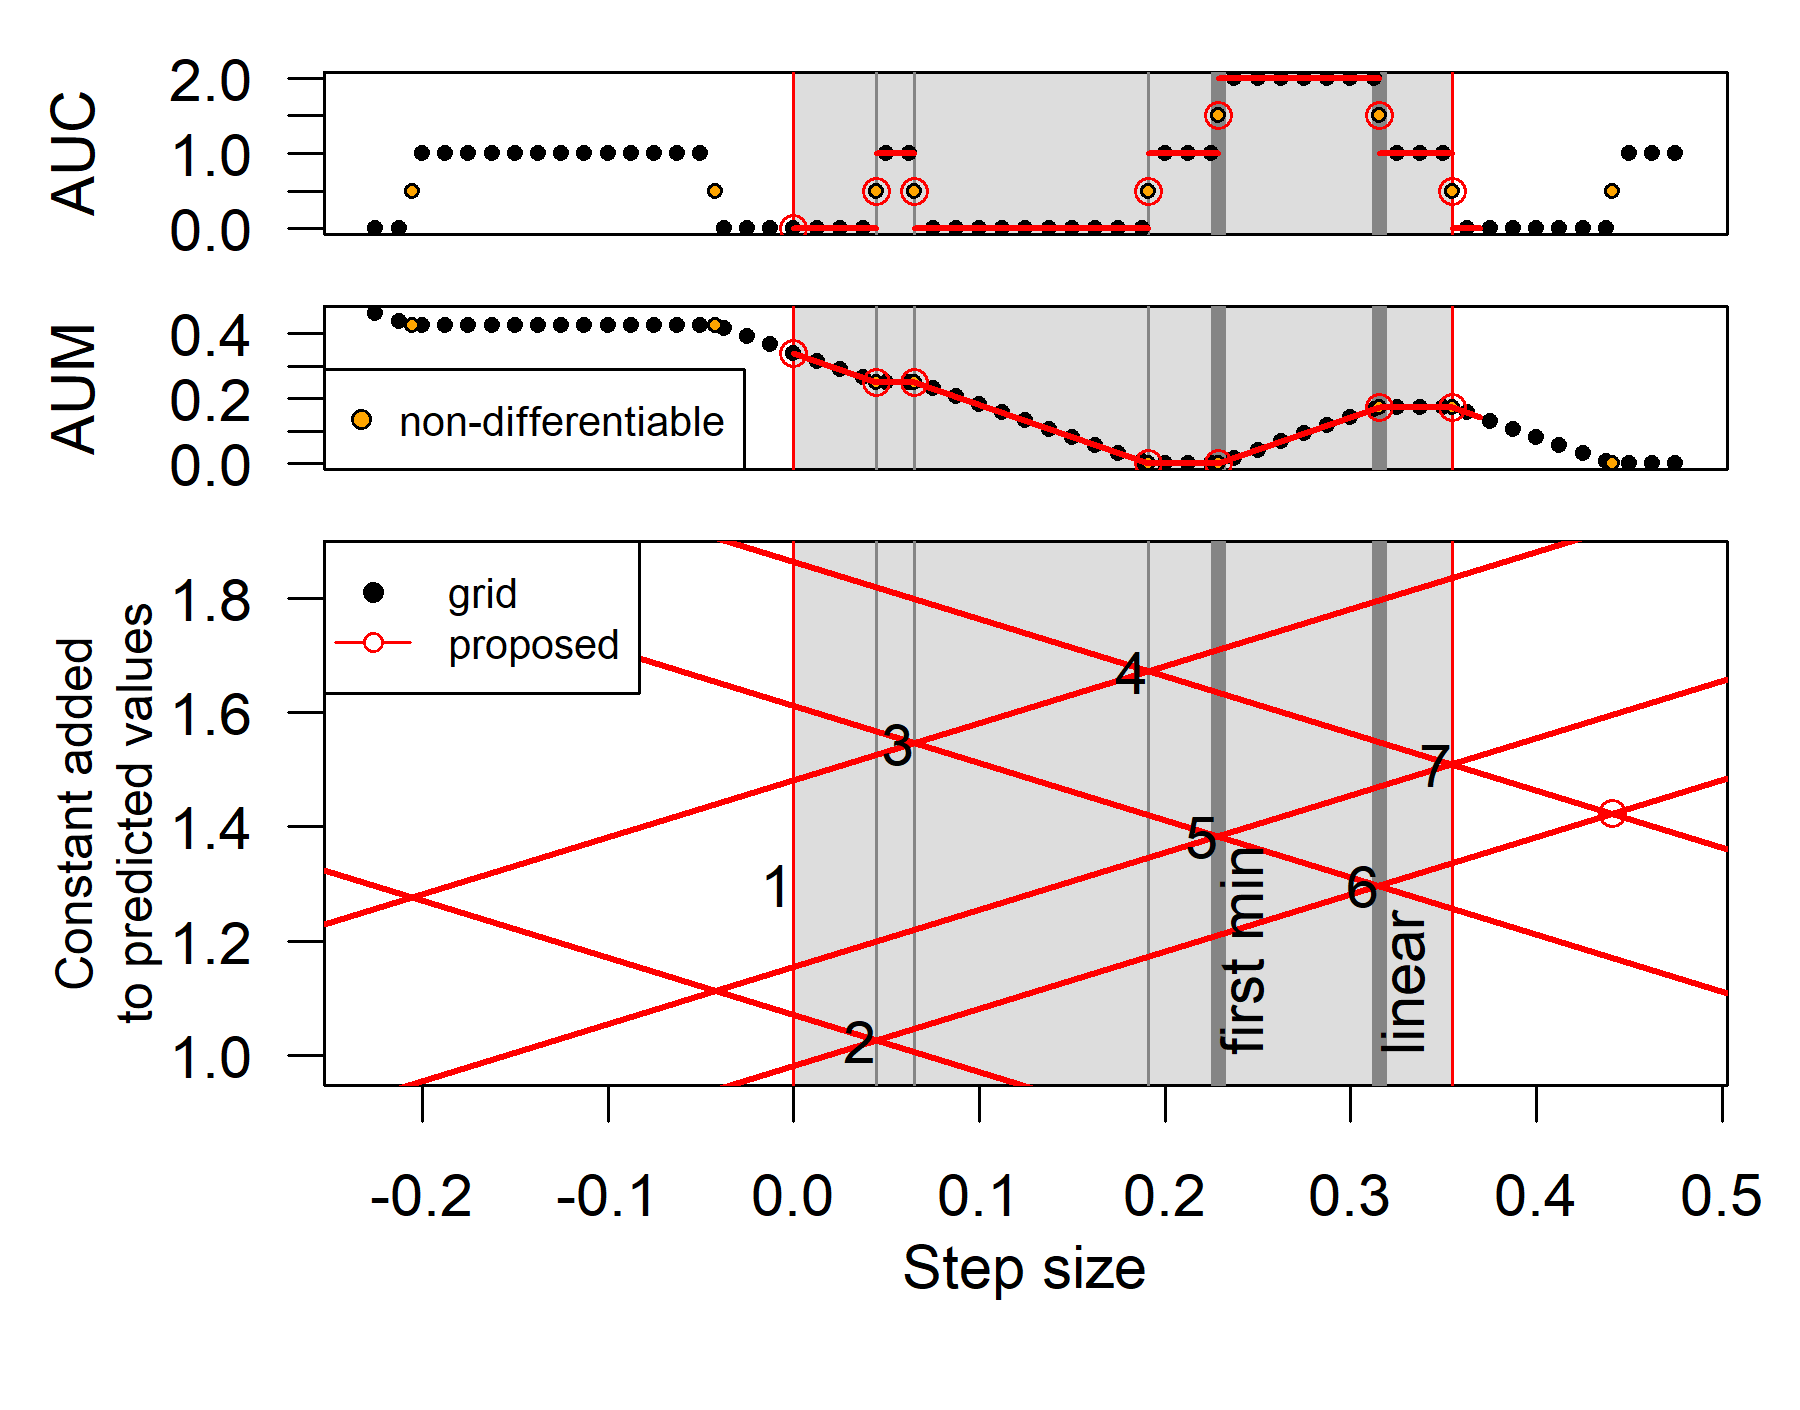 AUC
2.0
1.0
0.0
AUM
0.4
0.2
0.0
non-differentiable
Constant added
to predicted values
1.8
1.6
1.4
1.2
1.0
grid
proposed
1
2
3
4
5
6
7
first min
linear
-0.2
-0.1
0.0
0.1
0.2
0.3
0.4
0.5
Step size